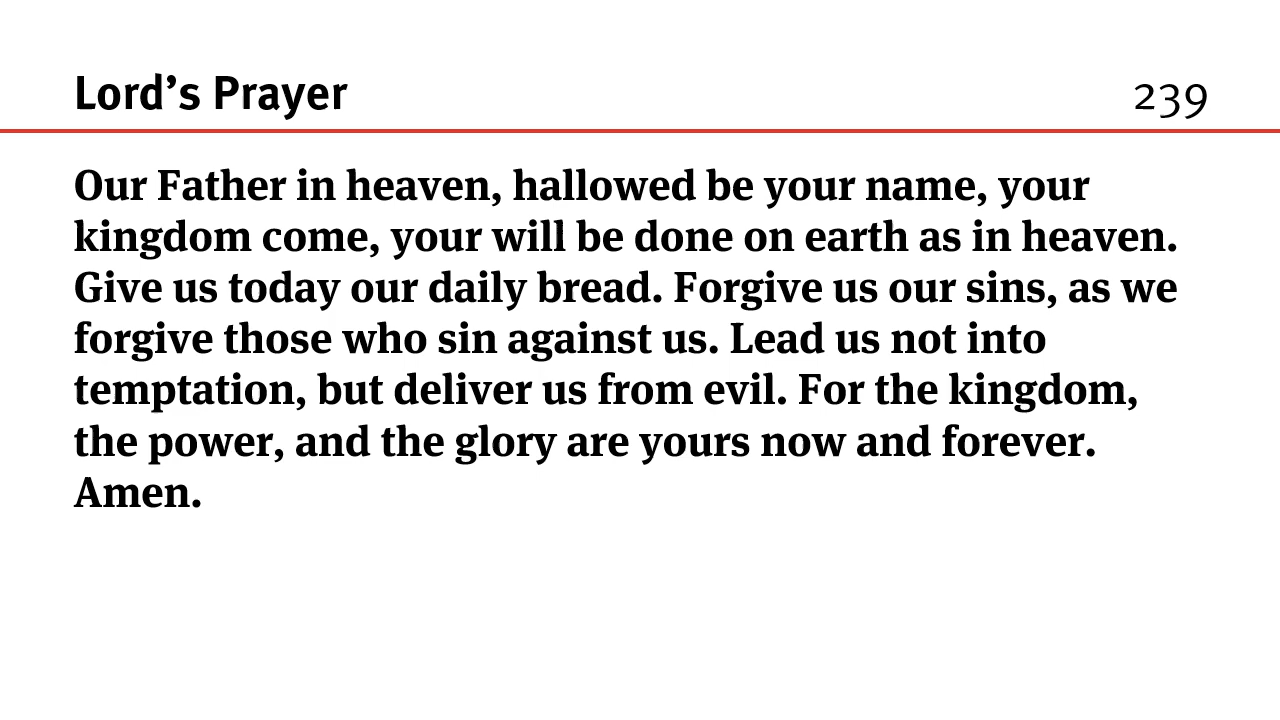 Lord’s Prayer 239
Our Father in heaven, hallowed be your name, your
kingdom come, your will be done on earth as in heaven.
Give us today our daily bread. Forgive us our sins, as we
forgive those who sin against us. Lead us not into
temptation, but deliver us from evil. For the kingdom,
the power, and the glory are yours now and forever.
Amen.